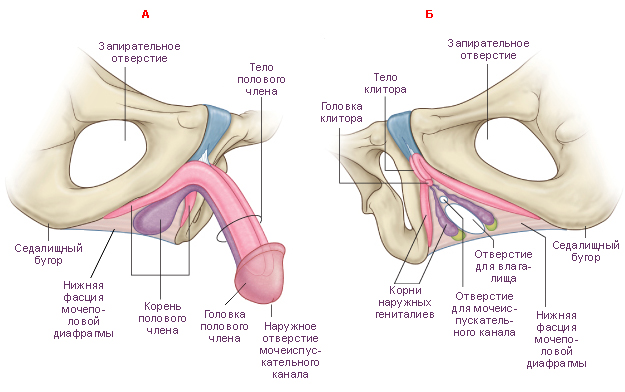 А
Б
Запирательное
отверстие
Тело
полового
члена
Седалищный
бугор
Нижняя
фасция
мочепо-
ловой
диафрагмы
Корень
полового
члена
Головка
полового
члена
Наружное
отверстие
мочеиспус-
кательного
канала
Запирательное
отверстие
Тело
клитора
Головка
клитора
Седалищный
бугор
Отверстие
для влага-
лища
Корни
наружных
гениталиев
Отверстие
для мочеис-
пускатель-
ного канала
Нижняя
фасция
мочепо-
ловой
диафрагмы